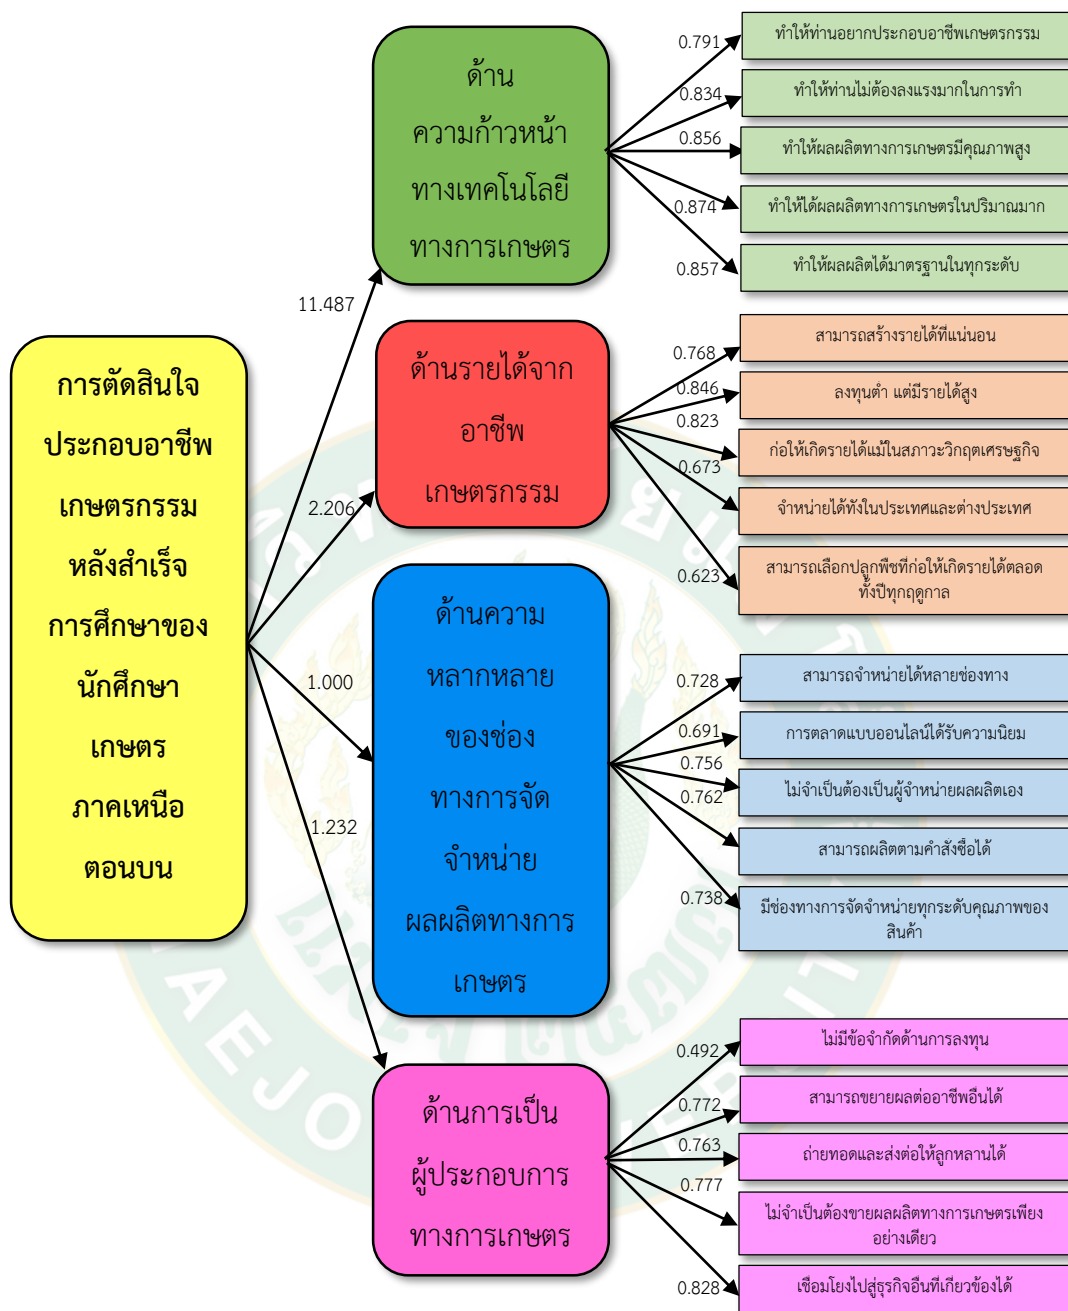 การตัดสินใจ
ประกอบอาชีพ
เกษตรกรรม
หลังสำเร็จ
การศึกษาของ
นักศึกษา
เกษตร
ภาคเหนือ
ตอนบน
11.487
2.206
1.000
1.232
ด้าน
ความก้าวหน้า
ทางเทคโนโลยี
ทางการเกษตร
0.791
0.834
0.856
0.874
0.857
ทำให้ท่านอยากประกอบอาชีพเกษตรกรรม
ทำให้ท่านไม่ต้องลงแรงมากในการทำ
ทำให้ผลผลิตทางการเกษตรมีคุณภาพสูง
ทำให้ได้ผลผลิตทางการเกษตรในปริมาณมาก
ทำให้ผลผลิตได้มาตรฐานในทุกระดับ
ด้านรายได้จาก
อาชีพ
เกษตรกรรม
0.768
0.846
0.823
0.673
0.623
สามารถสร้างรายได้ที่แน่นอน
ลงทุนต่ำ แต่มีรายได้สูง
ก่อให้เกิดรายได้แม้ในสภาวะวิกฤตเศรษฐกิจ
จำหน่ายได้ทั้งในประเทศและต่างประเทศ
สามารถเลือกปลูกพืชที่ก่อให้เกิดรายได้ตลอด
ทั้งปีทุกฤดูกาล
ด้านความ
หลากหลาย
ของช่อง
ทางการจัด
จำหน่าย
ผลผลิตทางการ
เกษตร
0.728
0.691
0.756
0.762
0.738
สามารถจำหน่ายได้หลายช่องทาง
การตลาดแบบออนไลน์ได้รับความนิยม
ไม่จำเป็นต้องเป็นผู้จำหน่ายผลผลิตเอง
สามารถผลิตตามคำสั่งซื้อได้
มีช่องทางการจัดจำหน่ายทุกระดับคุณภาพของ
สินค้า
ด้านการเป็น
ผู้ประกอบการ
ทางการเกษตร
0.492
0.772
0.763
0.777
0.828
ไม่มีข้อจำกัดด้านการลงทุน
สามารถขยายผลต่ออาชีพอื่นได้
ถ่ายทอดและส่งต่อให้ลูกหลานได้
ไม่จำเป็นต้องขายผลผลิตทางการเกษตรเพียง
อย่างเดียว
เชื่อมโยงไปสู่ธุรกิจอื่นที่เกี่ยวข้องได้